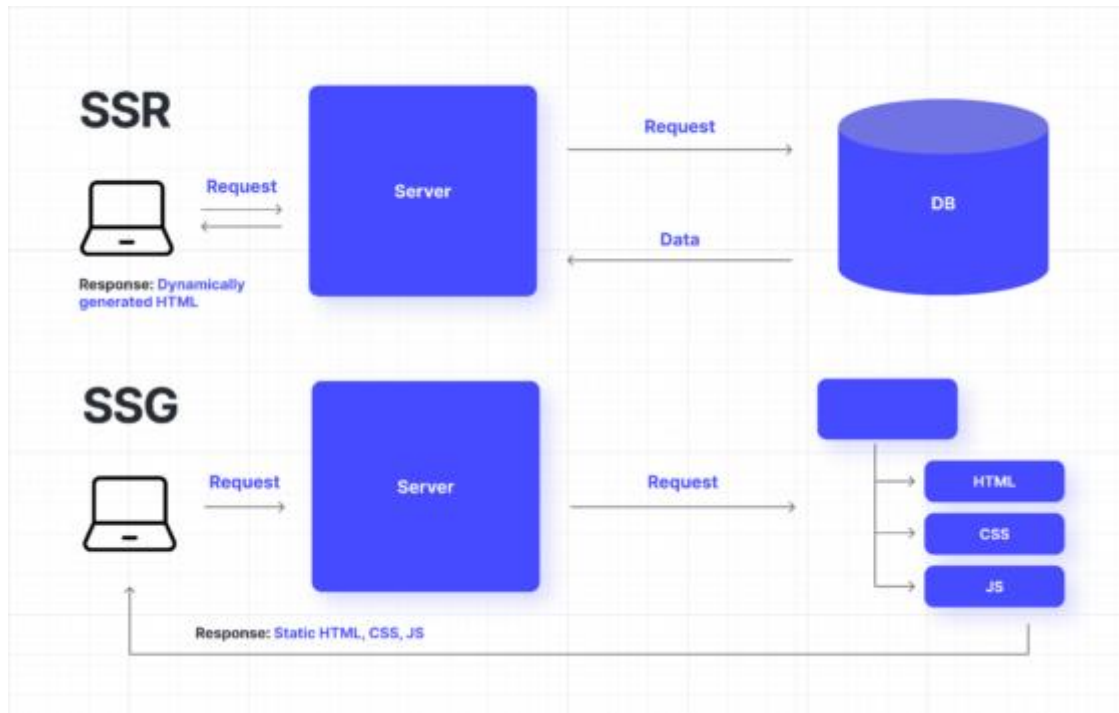 SSR
Request
Server
Request
DB
Data
Response: Dynamically
generated HTML
SSG
Request
Server
Request
HTML
CSS
JS
Response: Static HTML, CSS, JS